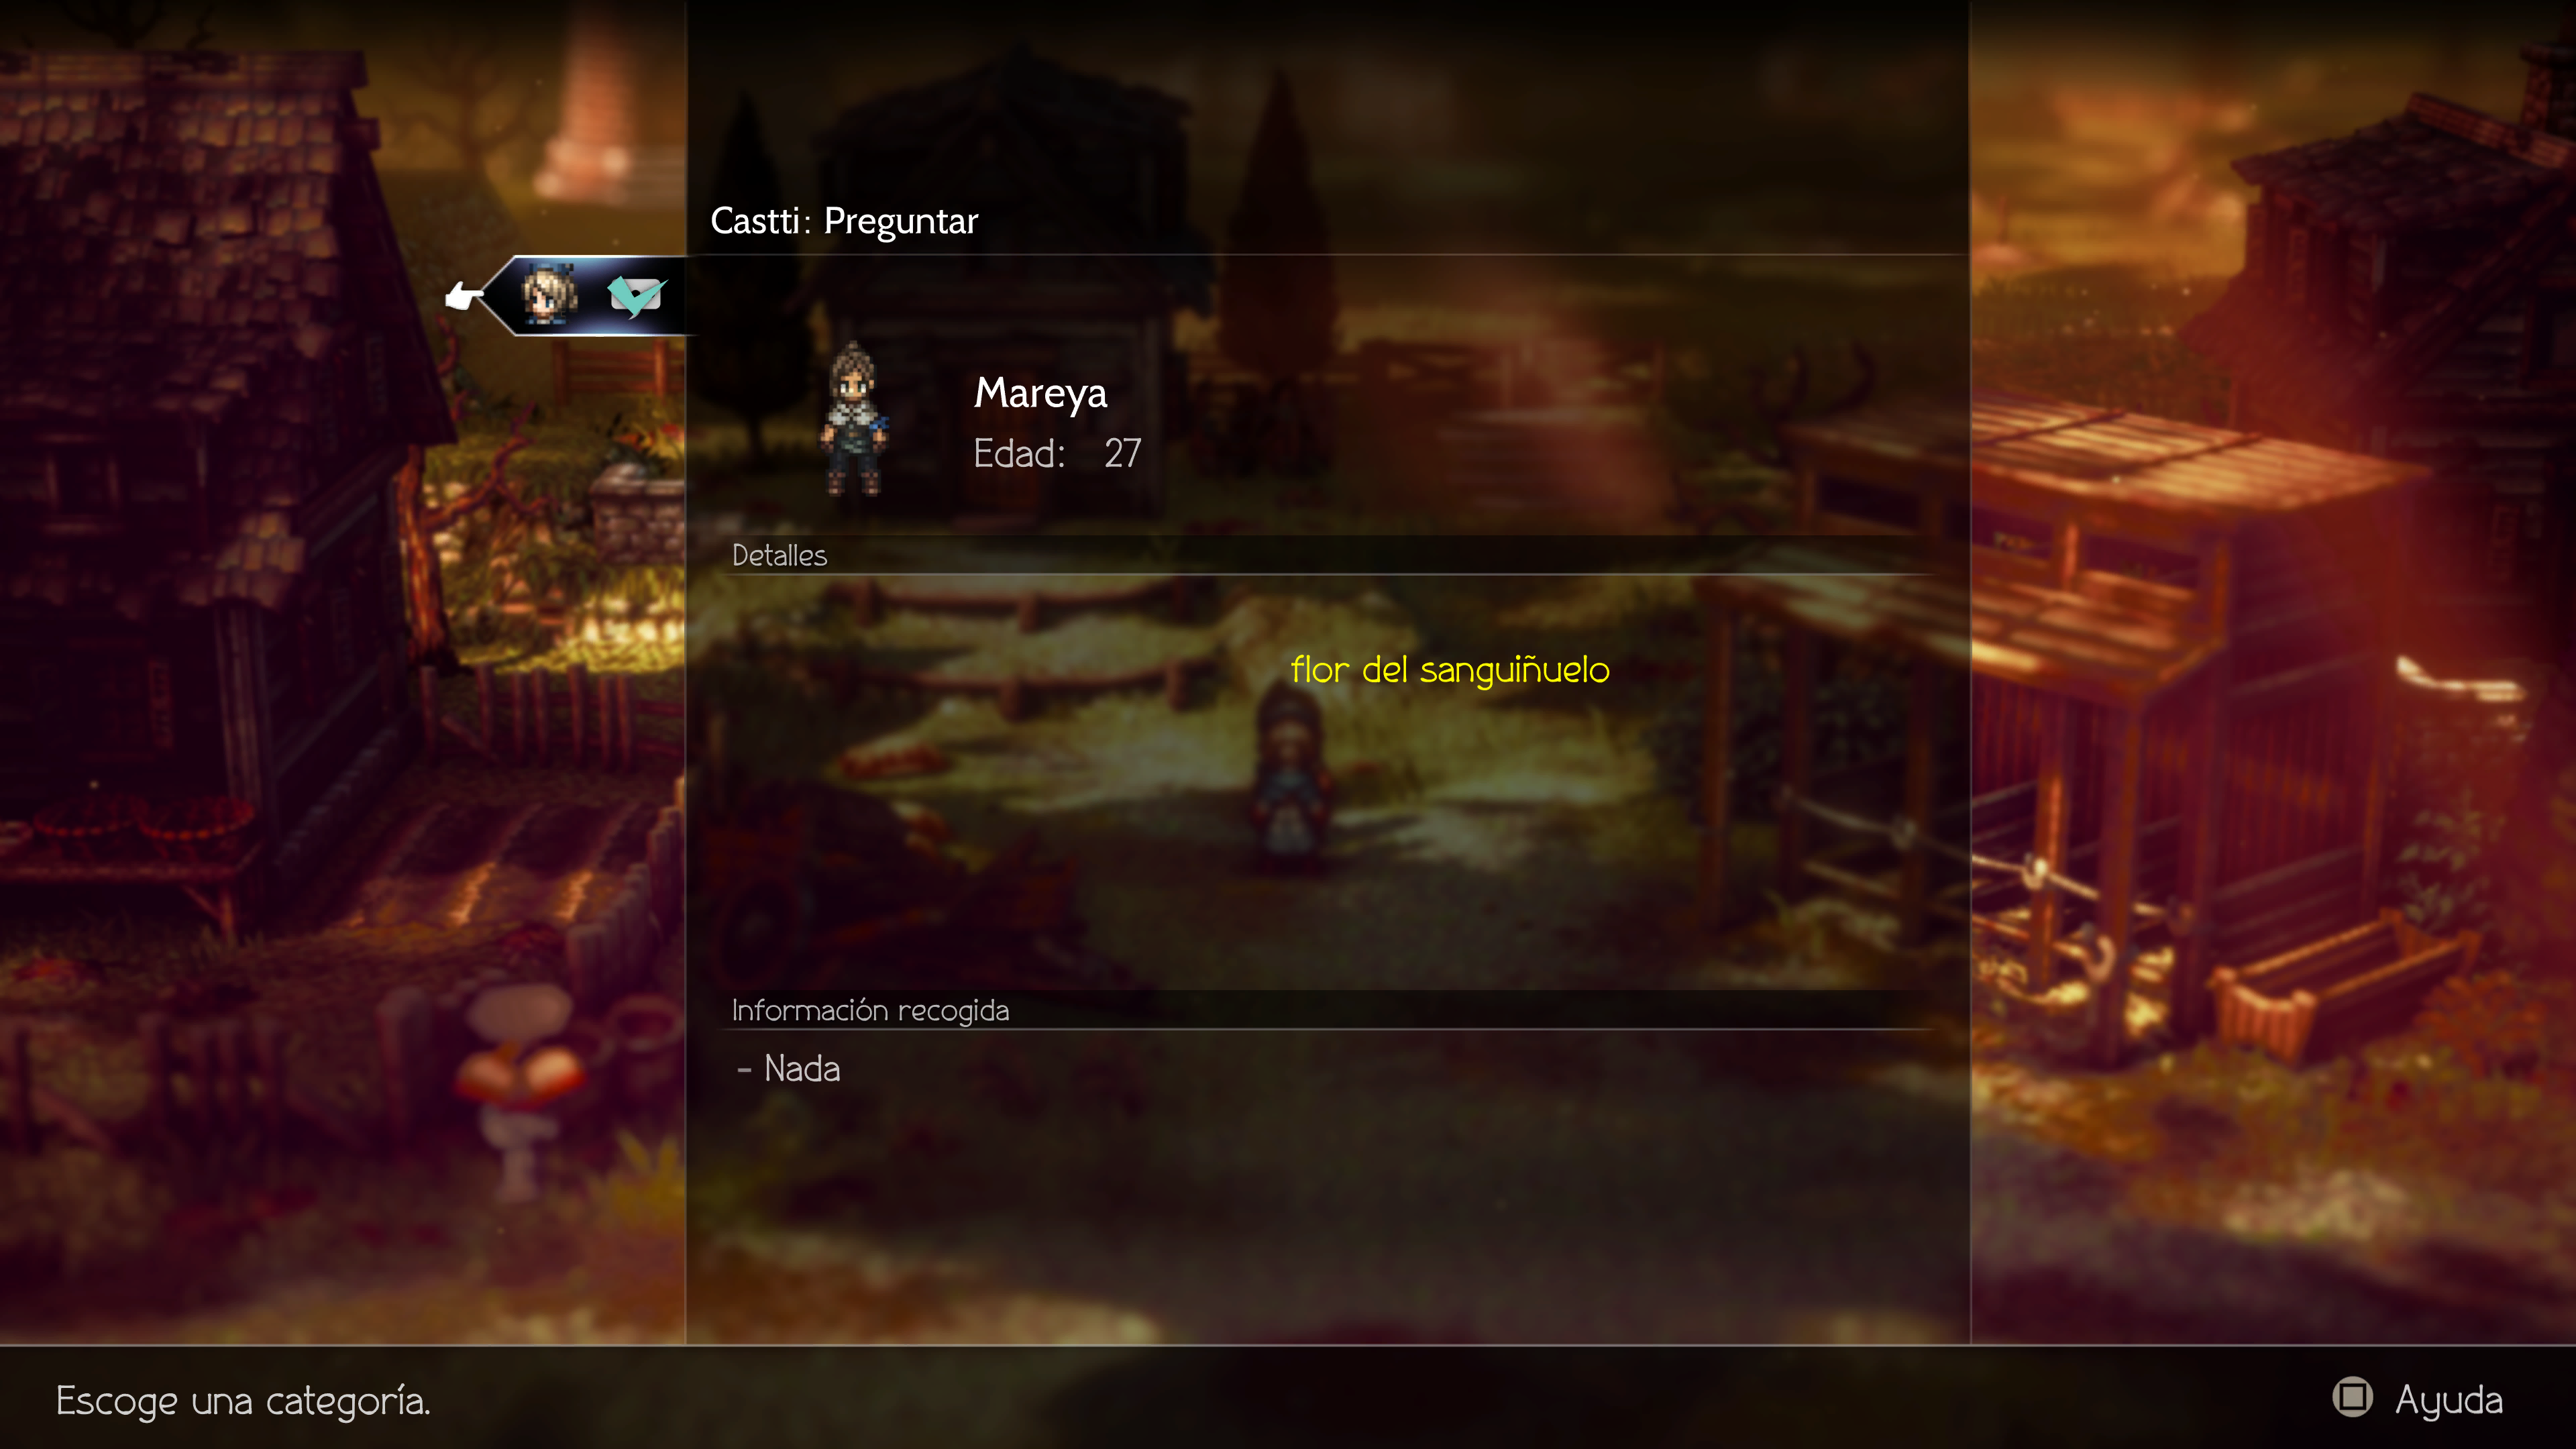 Castti: Preguntar
Mareya
Edad: 27
Detalles
flor del sanguiñuelo
Información recogida
- Nada
Escoge una categoría.
Ayuda